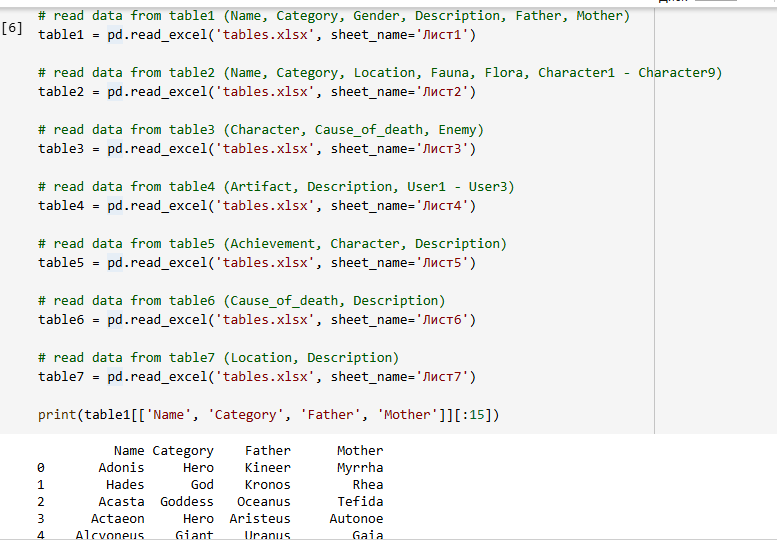 # read data from table1 (Name, Category, Gender, Description, Father, Mother)
[6] table1 = pd.read_excel('tables.xlsx', sheet_name='Лист1')
# read data from table2 (Name, Category, Location, Fauna, Flora, Character1 - Character9)
table2 = pd.read_excel('tables.xlsx', sheet_name='Лист2')
# read data from table3 (Character, Cause_of_death, Enemy)
table3 = pd.read_excel('tables.xlsx', sheet_name='Лист3')
# read data from table4 (Artifact, Description, User1 - User3)
table4 = pd.read_excel('tables.xlsx', sheet_name='Лист4')
# read data from table5 (Achievement, Character, Description)
table5 = pd.read_excel('tables.xlsx', sheet_name='Лист5')
# read data from table6 (Cause_of_death, Description)
table6 = pd.read_excel('tables.xlsx', sheet_name='Лист6')
# read data from table7 (Location, Description)
table7 = pd.read_excel('tables.xlsx', sheet_name='Лист7')
print(table1[['Name', 'Category', 'Father', 'Mother']][:15])
Name Category Father Mother
0 Adonis Hero Kineer Myrrha
1 Hades God Kronos Rhea
2 Acasta Goddess Oceanus Tefida
3 Actaeon Hero Aristeus Autonoe
4 Alcyoneus Giant Uranus Gaia